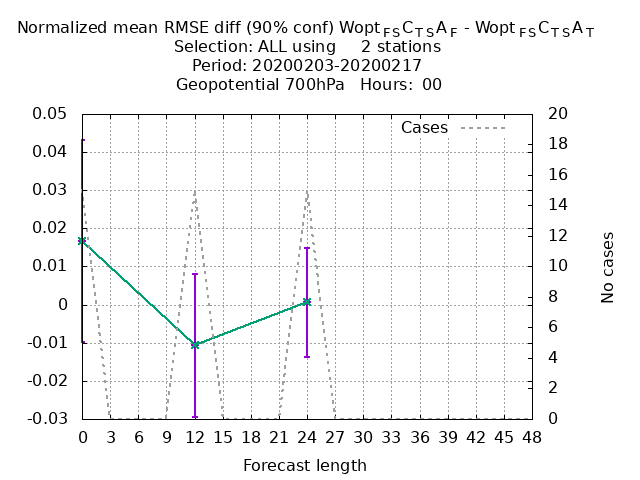 Normalized mean RMSE diff (90% conf) Wopt FS C TS A F - Wopt FS C TS A T
Selection: ALL using     2 stations
Period: 20200203-20200217
Geopotential 700hPa   Hours:  00
Cases
0.05
0.04
0.03
0.02
0.01
0
-0.01
-0.02
-0.03
20
18
16
14
12
10
8
6
4
2
0
No cases
0 3 6 9 12 15 18 21 24 27 30 33 36 39 42 45 48
Forecast length